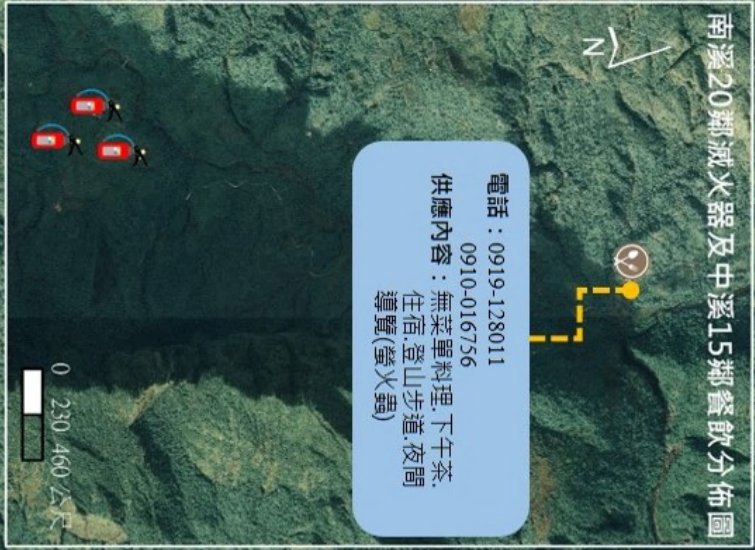 南溪20鄰滅火器及中溪15鄰餐飲分佈圖
N
電話：0919-128011
0910-016756
供應內容：無菜單料理.下午茶.
住宿.登山步道.夜間
導覽(螢火蟲)
0 230 460 公尺